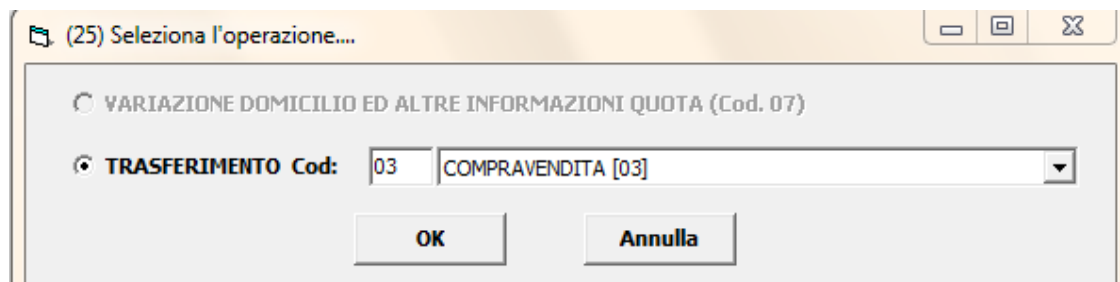 (25) Seleziona l'operazione....
VARIAZIONE DOMICILIO ED ALTRE INFORMAZIONI QUOTA (Cod. 07)
TRASFERIMENTO Cod: 03 COMPRAVENDITA [03]
OK Annulla